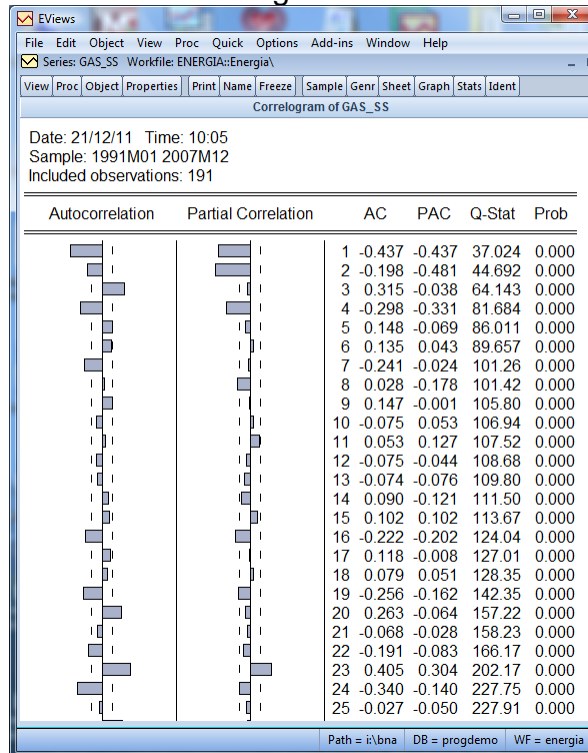 EViews
File Edit Object View Proc Quick Options Add-ins Window Help
Series: GAS_SS Workfile: ENERGIA::Energia\
View Proc Object Properties Print Name Freeze Sample Genr Sheet Graph Stats Ident
Correlogram of GAS_SS
Date: 21/12/11 Time: 10:05
Sample: 1991M01 2007M12
Included observations: 191
Autocorrelation Partial Correlation AC PAC Q-Stat Prob
1 -0.437 -0.437 37.024 0.000
2 -0.198 -0.481 44.692 0.000
3 0.315 -0.038 64.143 0.000
4 -0.298 -0.331 81.684 0.000
5 0.148 -0.069 86.011 0.000
6 0.135 0.043 89.657 0.000
7 -0.241 -0.024 101.26 0.000
8 0.028 -0.178 101.42 0.000
9 0.147 -0.001 105.80 0.000
10 -0.075 0.053 106.94 0.000
11 0.053 0.127 107.52 0.000
12 -0.075 -0.044 108.68 0.000
13 -0.074 -0.076 109.80 0.000
14 0.090 -0.121 111.50 0.000
15 0.102 0.102 113.67 0.000
16 -0.222 -0.202 124.04 0.000
17 0.118 -0.008 127.01 0.000
18 0.079 0.051 128.35 0.000
19 -0.256 -0.162 142.35 0.000
20 0.263 -0.064 157.22 0.000
21 -0.068 -0.028 158.23 0.000
22 -0.191 -0.083 166.17 0.000
23 0.405 0.304 202.17 0.000
24 -0.340 -0.140 227.75 0.000
25 -0.027 -0.050 227.91 0.000
Path = i:\bna DB = progdemo WF = energia